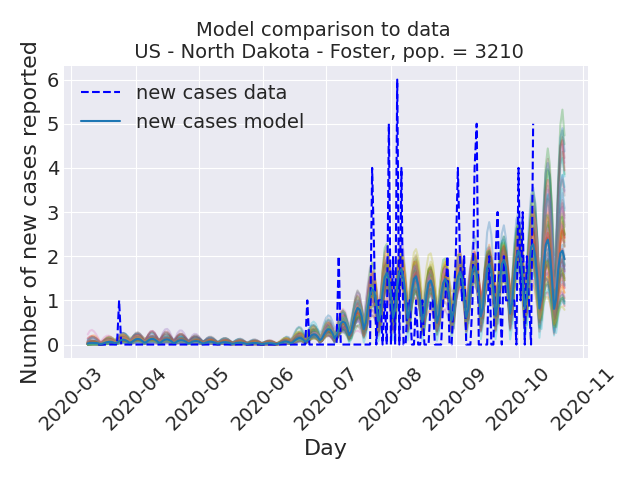 Model comparison to data
US - North Dakota - Foster, pop. = 3210
Number of new cases reported
6
5
4
3
2
1
0
new cases data
new cases model
2020-03
2020-04
2020-05
2020-06
2020-07
2020-08
2020-09
2020-10
2020-11
Day